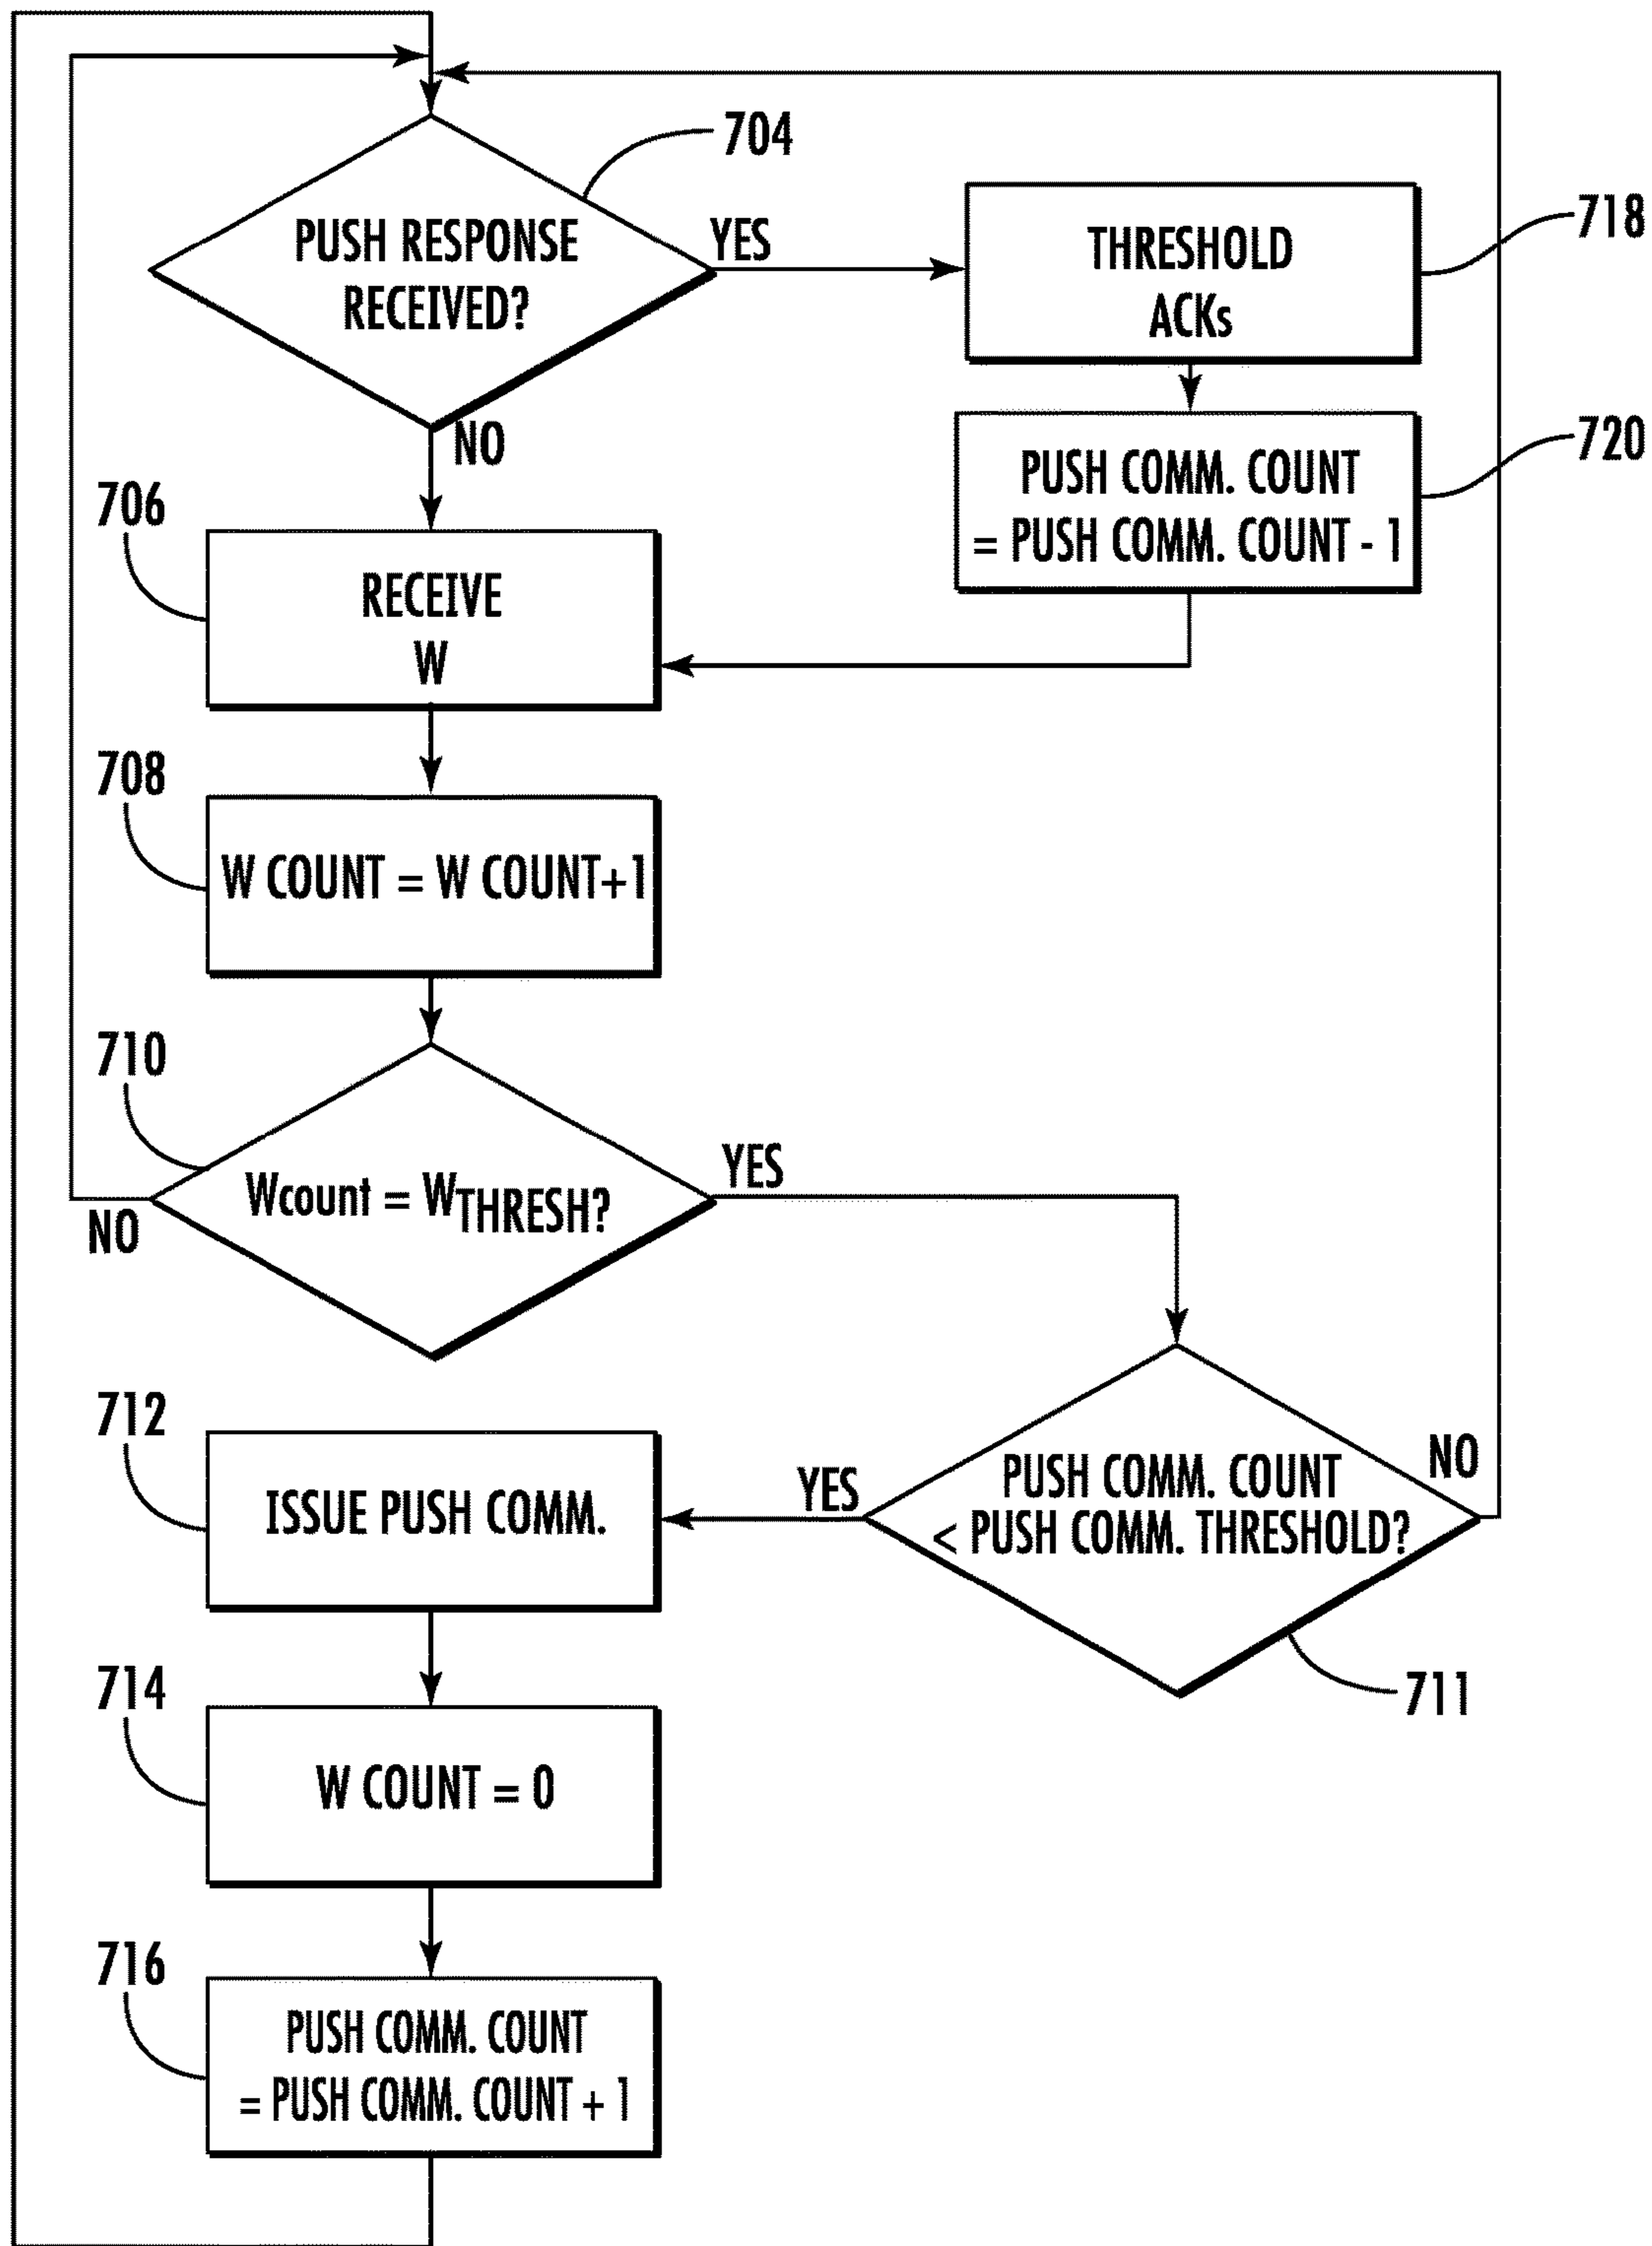 704
PUSH RESPONSE
RECEIVED?
YES
NO
THRESHOLD
ACKs
718
PUSH COMM. COUNT
= PUSH COMM. COUNT - 1
720
706
RECEIVE
W
708
W COUNT = W COUNT+1
710
Wcount = WTHRESH?
YES
NO
PUSH COMM. COUNT
< PUSH COMM. THRESHOLD?
YES
NO
711
712
ISSUE PUSH COMM.
714
W COUNT = 0
716
PUSH COMM. COUNT
= PUSH COMM. COUNT + 1